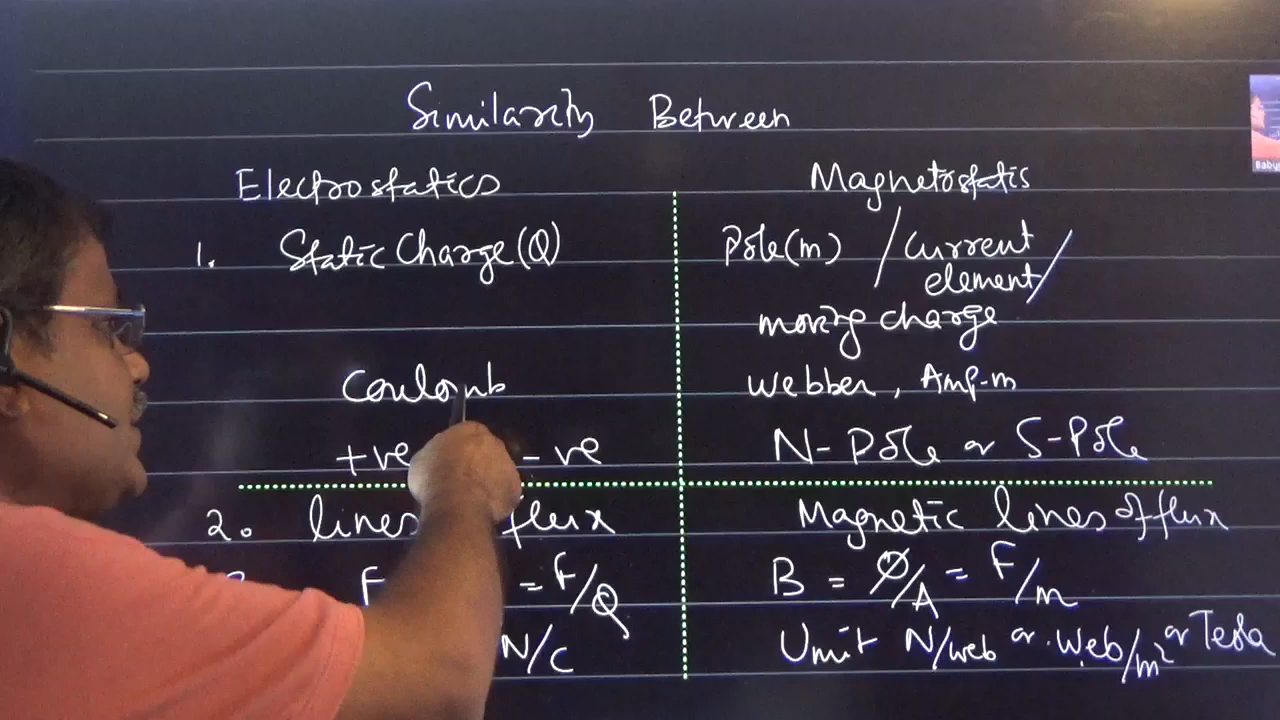 Similarity Between
Electrostatics Magnetostatis
1. Static Charge (Q) Pole(m) / Current
element /
moving charge
Coulomb Webber, Amp-m
+ve - ve N-Pole or S-Pole
2. lines flux Magnetic lines of flux
F = F/Q B = Ø/A = F/m
N/C Unit N/web or Web/m² or Tesla